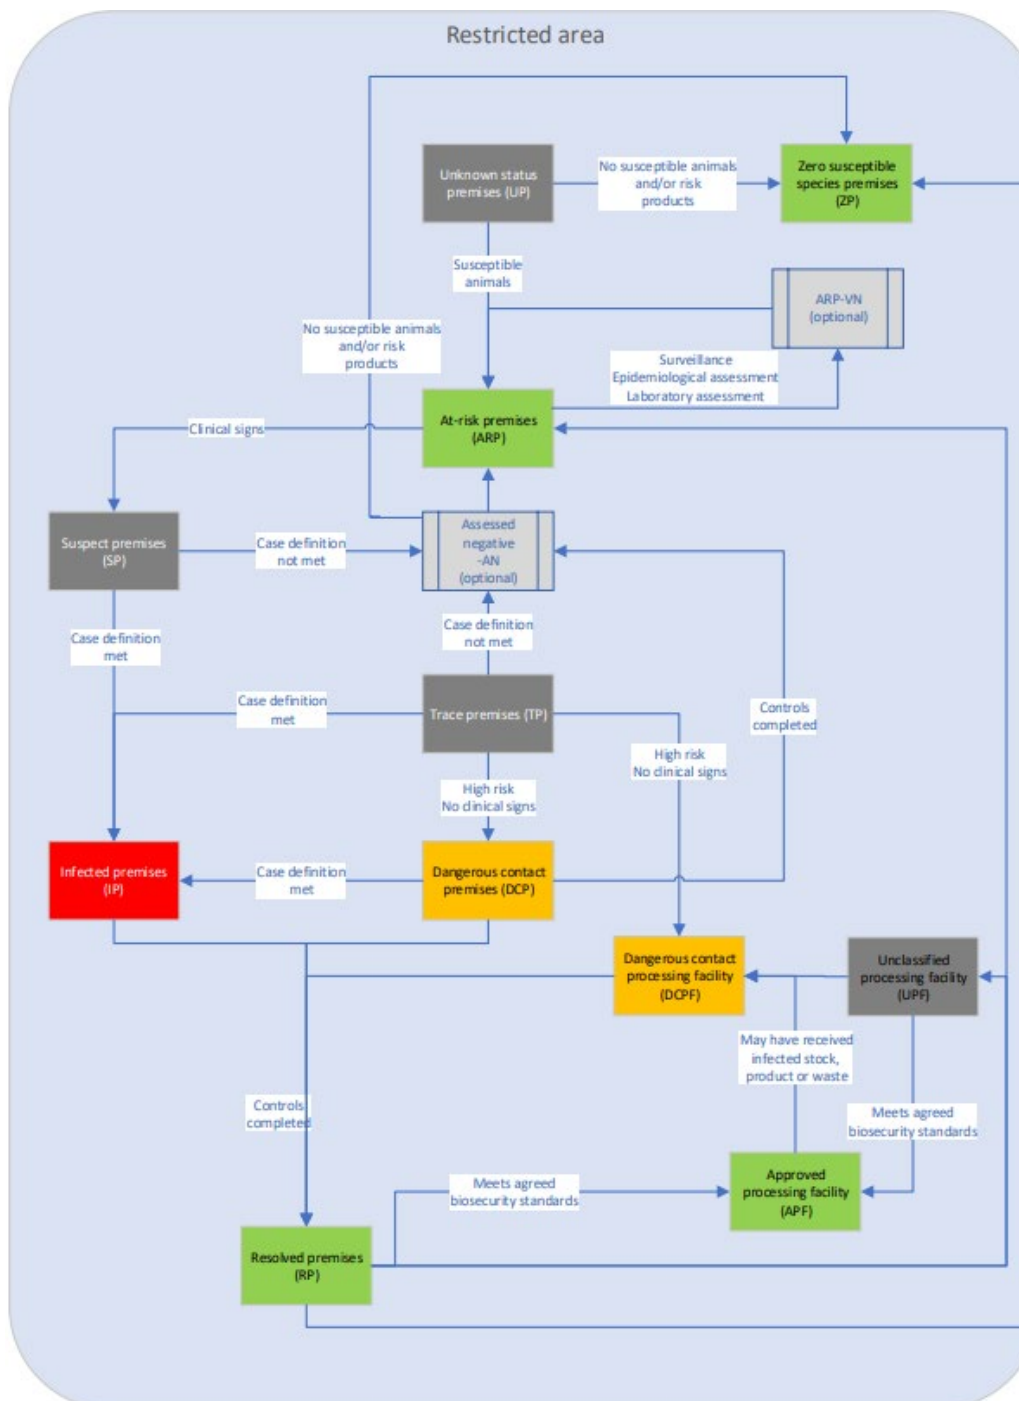 Restricted area
Unknown status
premises (UP)
No susceptible animals
and/or risk
products
Zero susceptible
species premises
(ZP)
Susceptible
animals
ARP-VN
(optional)
No susceptible animals
and/or risk
products
Surveillance
Epidemiological assessment
Laboratory assessment
At-risk premises
(ARP)
Clinical signs
Suspect premises
(SP)
Case definition
not met
Assessed
negative
-AN
(optional)
Case definition
met
Case definition
not met
Case definition
met
Trace premises (TP)
Controls
completed
High risk
No clinical signs
High risk
No clinical signs
Infected premises
(IP)
Case definition
met
Dangerous contact
premises (DCP)
Dangerous contact
processing facility
(DCPF)
Unclassified
processing facility
(UPF)
May have received
infected stock,
product or waste
Controls
completed
Meets agreed
biosecurity standards
Meets agreed
biosecurity standards
Approved
processing facility
(APF)
Resolved premises
(RP)